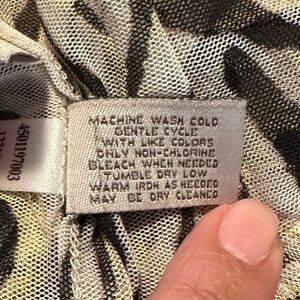 MACHINE WASH COLD
GENTLE CYCLE
WITH LIKE COLORS
ONLY NON-CHLORINE
BLEACH WHEN NEEDED
TUMBLE DRY LOW
WARM IRON AS NEEDED
MAY BE DRY CLEANED
4501197003